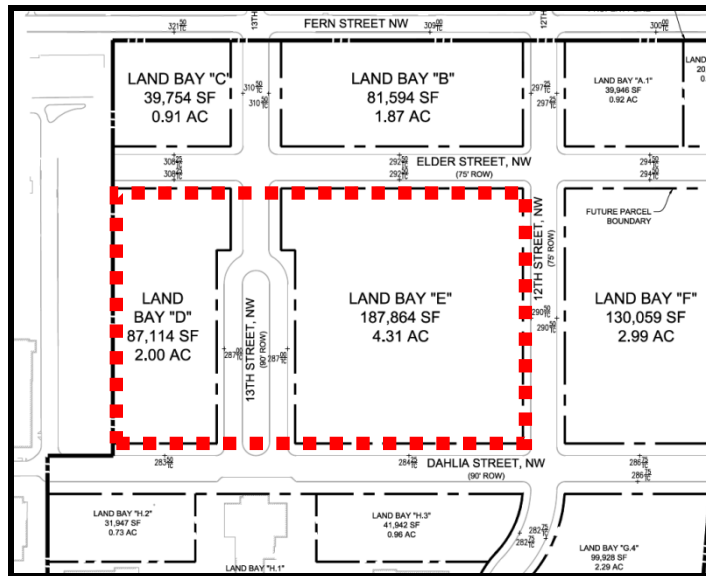 FERN STREET NW
13TH
12TH
LAND BAY "C"
39,754 SF
0.91 AC
LAND BAY "B"
81,594 SF
1.87 AC
LAND BAY "A.1"
39,946 SF
0.92 AC
LAND
20
0.
ELDER STREET, NW
(75' ROW)
FUTURE PARCEL
BOUNDARY
12TH STREET, NW
(75' ROW)
LAND
BAY "D"
87,114 SF
2.00 AC
13TH STREET, NW
(90' ROW)
LAND BAY "E"
187,864 SF
4.31 AC
LAND BAY "F"
130,059 SF
2.99 AC
DAHLIA STREET, NW
(90' ROW)
LAND BAY "H.2"
31,947 SF
0.73 AC
LAND BAY "H.1"
LAND BAY "H.3"
41,942 SF
0.96 AC
LAND BAY "G.4"
99,928 SF
2.29 AC